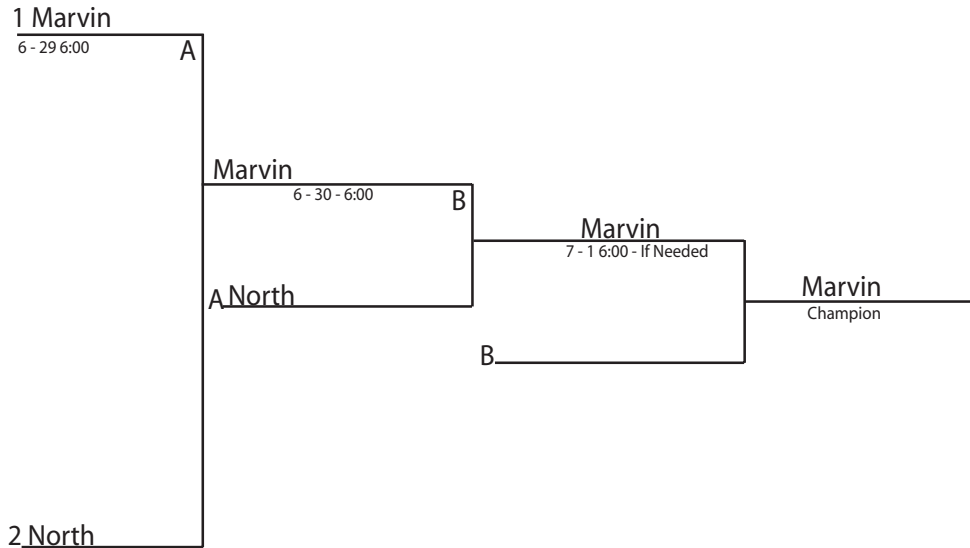 1 Marvin
6 - 29 6:00
A
Marvin
6 - 30 - 6:00
B
Marvin
7 - 1 6:00 - If Needed
Marvin
Champion
A North
B
2 North